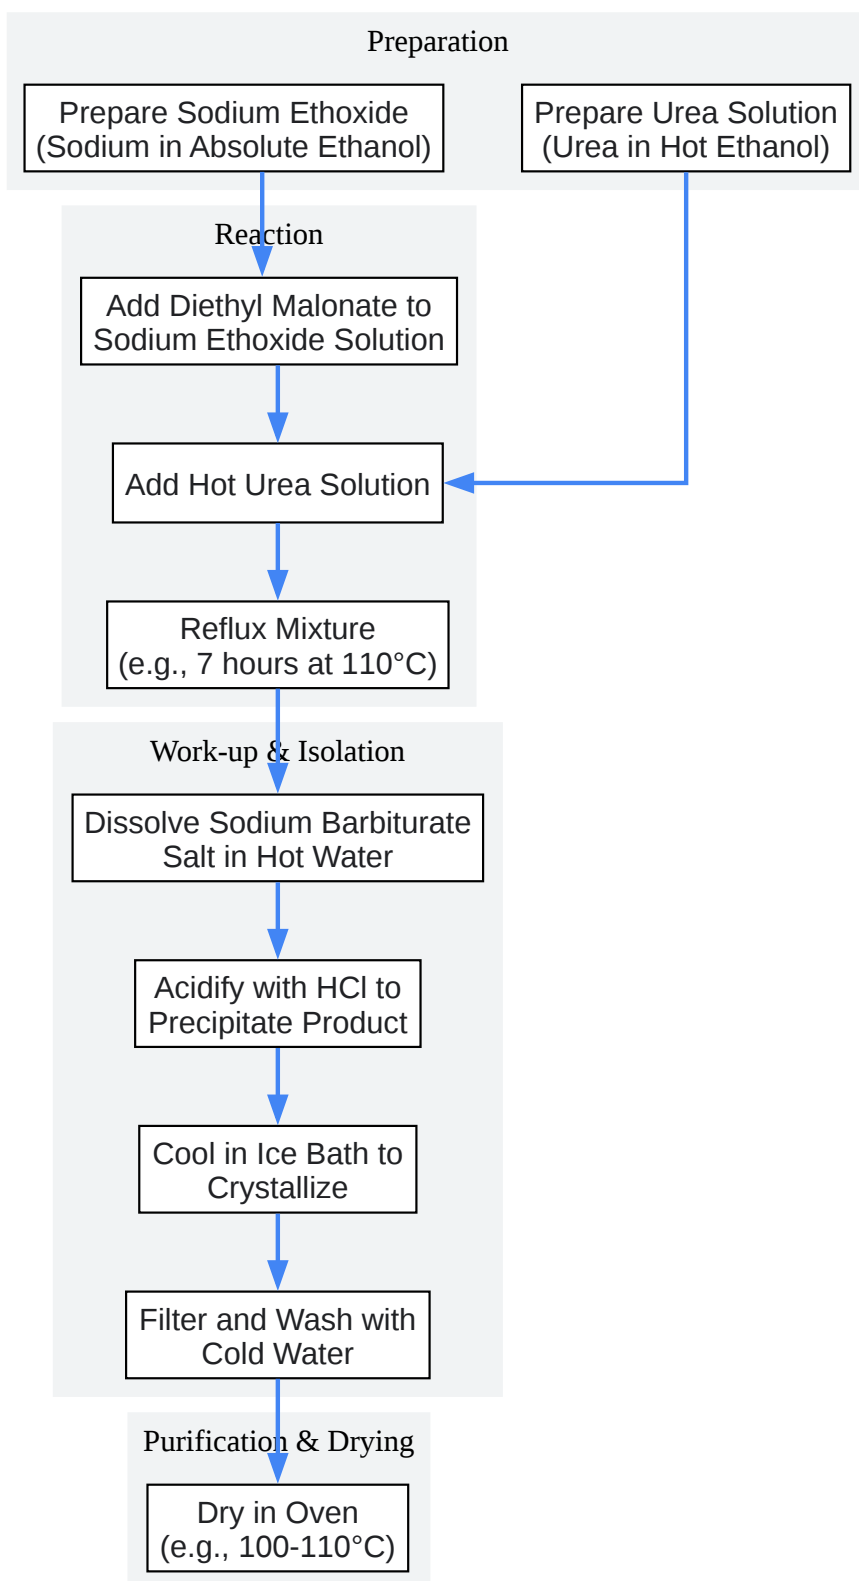 Preparation
Prepare Sodium Ethoxide
(Sodium in Absolute Ethanol)
Prepare Urea Solution
(Urea in Hot Ethanol)
Reaction
Add Diethyl Malonate to
Sodium Ethoxide Solution
Add Hot Urea Solution
Reflux Mixture
(e.g., 7 hours at 110°C)
Work-up & Isolation
Dissolve Sodium Barbiturate
Salt in Hot Water
Acidify with HCl to
Precipitate Product
Cool in Ice Bath to
Crystallize
Filter and Wash with
Cold Water
Purification & Drying
Dry in Oven
(e.g., 100-110°C)